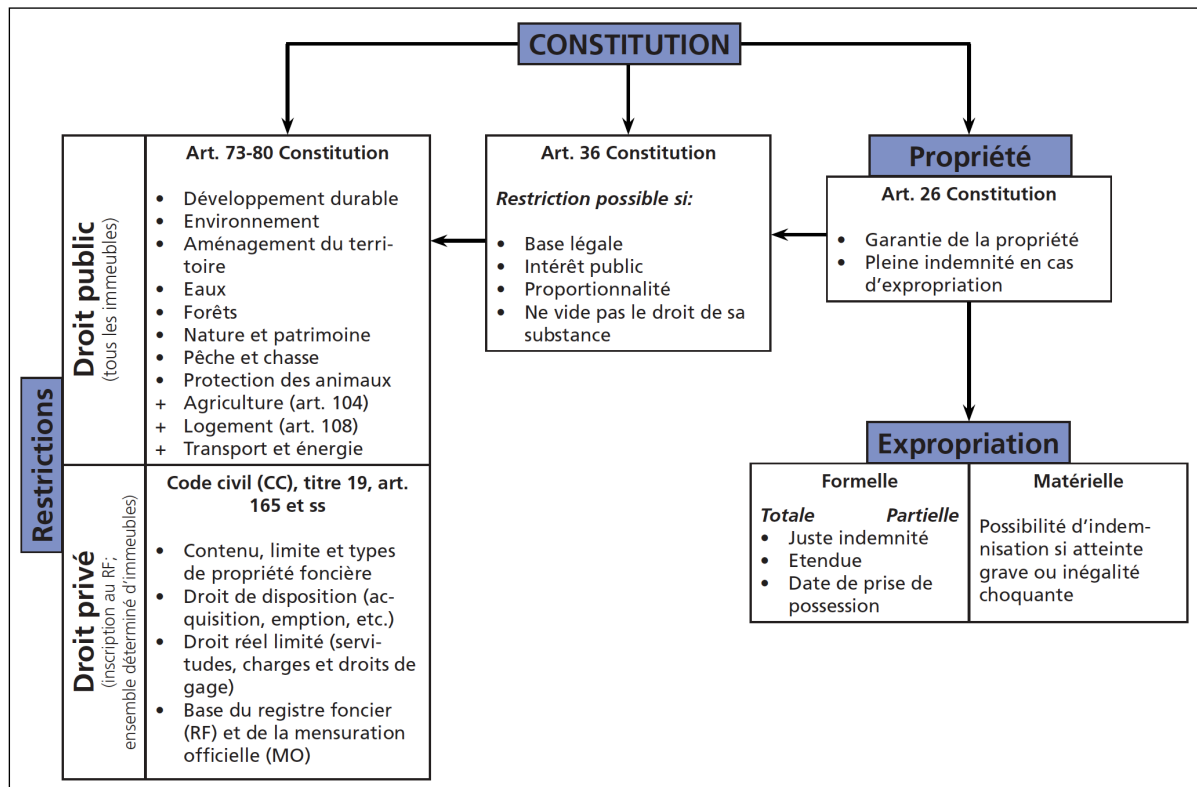 CONSTITUTION
Restrictions
Droit public
(tous les immeubles)
Art. 73-80 Constitution
• Développement durable
• Environnement
• Aménagement du terri-
toire
• Eaux
• Forêts
• Nature et patrimoine
• Pêche et chasse
• Protection des animaux
+ Agriculture (art. 104)
+ Logement (art. 108)
+ Transport et énergie
Droit privé
(inscription au RF;
ensemble déterminé d'immeubles)
Code civil (CC), titre 19, art.
165 et ss
• Contenu, limite et types
de propriété foncière
• Droit de disposition (ac-
quisition, emption, etc.)
• Droit réel limité (servi-
tudes, charges et droits de
gage)
• Base du registre foncier
(RF) et de la mensuration
officielle (MO)
Art. 36 Constitution
Restriction possible si:
• Base légale
• Intérêt public
• Proportionnalité
• Ne vide pas le droit de sa
substance
Propriété
Art. 26 Constitution
• Garantie de la propriété
• Pleine indemnité en cas
d'expropriation
Expropriation
Formelle
Totale Partielle
• Juste indemnité
• Etendue
• Date de prise de
possession
Matérielle
Possibilité d'indem-
nisation si atteinte
grave ou inégalité
choquante